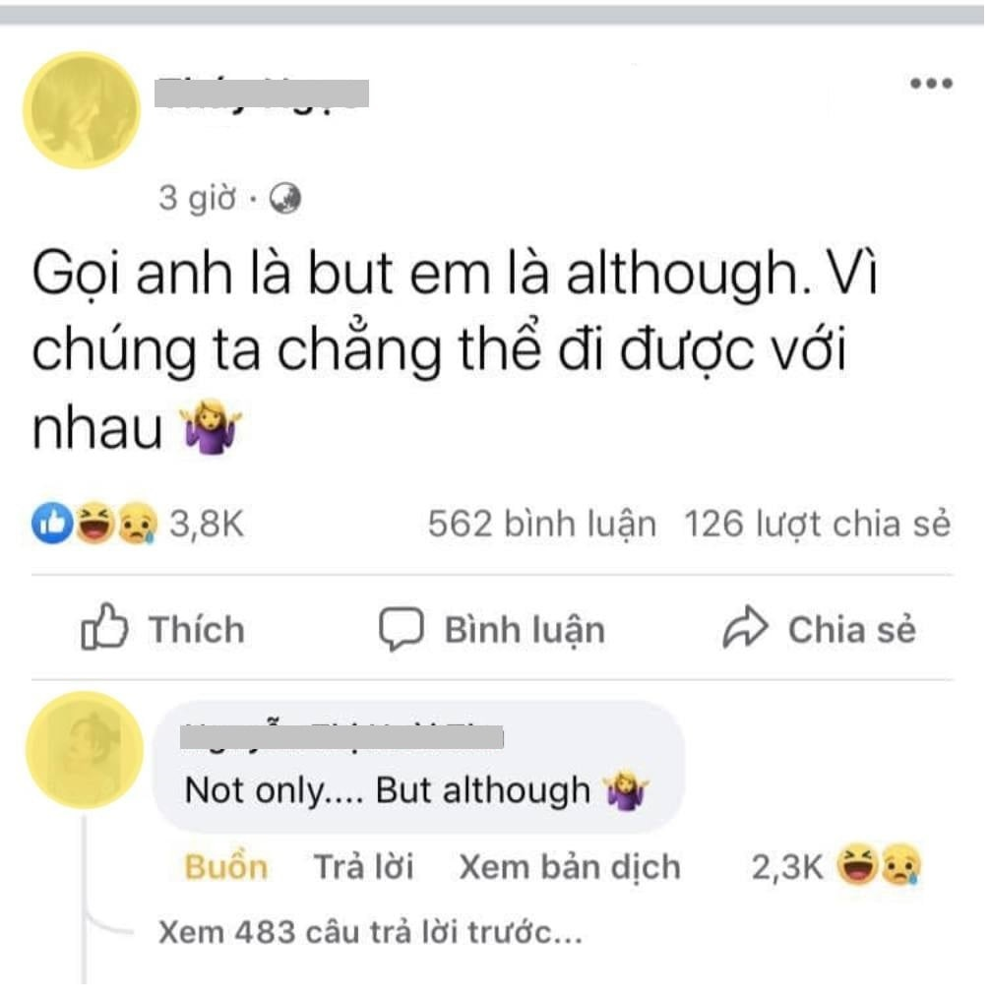 3 giờ ·
Gọi anh là but em là although. Vì
chúng ta chẳng thể đi được với
nhau 🤷‍♀️
3,8K 562 bình luận 126 lượt chia sẻ
Thích Bình luận Chia sẻ
Not only.... But although 🤷‍♀️
Buồn Trả lời Xem bản dịch 2,3K
Xem 483 câu trả lời trước...